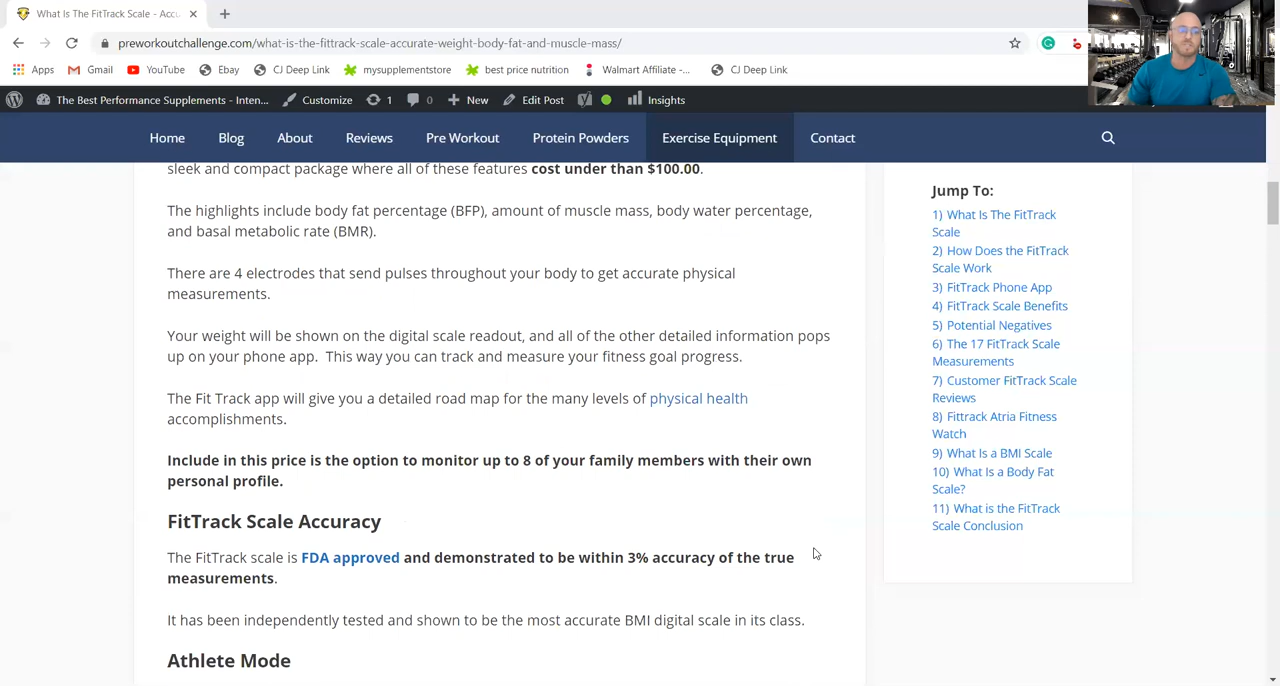 What Is The FitTrack Scale - Accu
preworkoutchallenge.com/what-is-the-fittrack-scale-accurate-weight-body-fat-and-muscle-mass/
Apps Gmail YouTube Ebay CJ Deep Link mysupplementstore best price nutrition Walmart Affiliate -... CJ Deep Link
The Best Performance Supplements - Inten... Customize 1 0 New Edit Post Insights
Home Blog About Reviews Pre Workout Protein Powders Exercise Equipment Contact
sleek and compact package where all of these features cost under than $100.00.
The highlights include body fat percentage (BFP), amount of muscle mass, body water percentage,
and basal metabolic rate (BMR).
There are 4 electrodes that send pulses throughout your body to get accurate physical
measurements.
Your weight will be shown on the digital scale readout, and all of the other detailed information pops
up on your phone app. This way you can track and measure your fitness goal progress.
The Fit Track app will give you a detailed road map for the many levels of physical health
accomplishments.
Include in this price is the option to monitor up to 8 of your family members with their own
personal profile.
FitTrack Scale Accuracy
The FitTrack scale is FDA approved and demonstrated to be within 3% accuracy of the true
measurements.
It has been independently tested and shown to be the most accurate BMI digital scale in its class.
Athlete Mode
Jump To:
1) What Is The FitTrack
Scale
2) How Does the FitTrack
Scale Work
3) FitTrack Phone App
4) FitTrack Scale Benefits
5) Potential Negatives
6) The 17 FitTrack Scale
Measurements
7) Customer FitTrack Scale
Reviews
8) Fittrack Atria Fitness
Watch
9) What Is a BMI Scale
10) What Is a Body Fat
Scale?
11) What is the FitTrack
Scale Conclusion